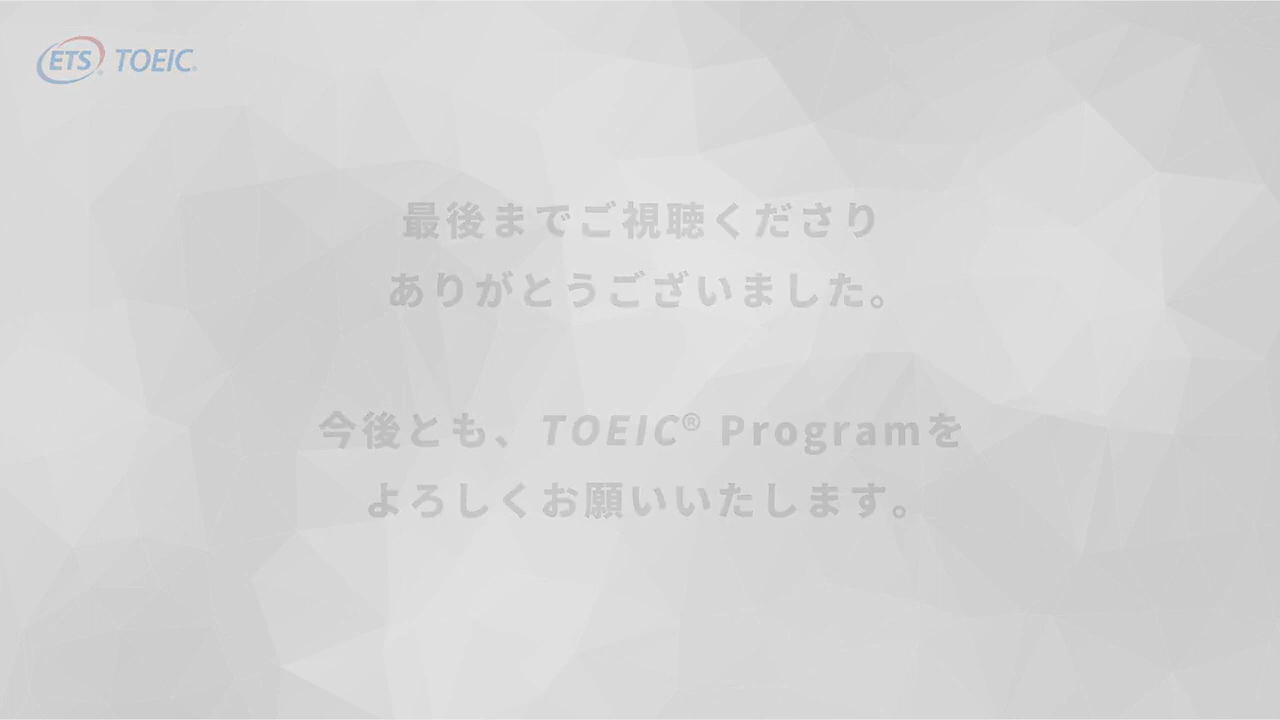 ETS TOEIC®
最後までご視聴くださり
ありがとうございました。
今後とも、TOEIC® Programを
よろしくお願いいたします。